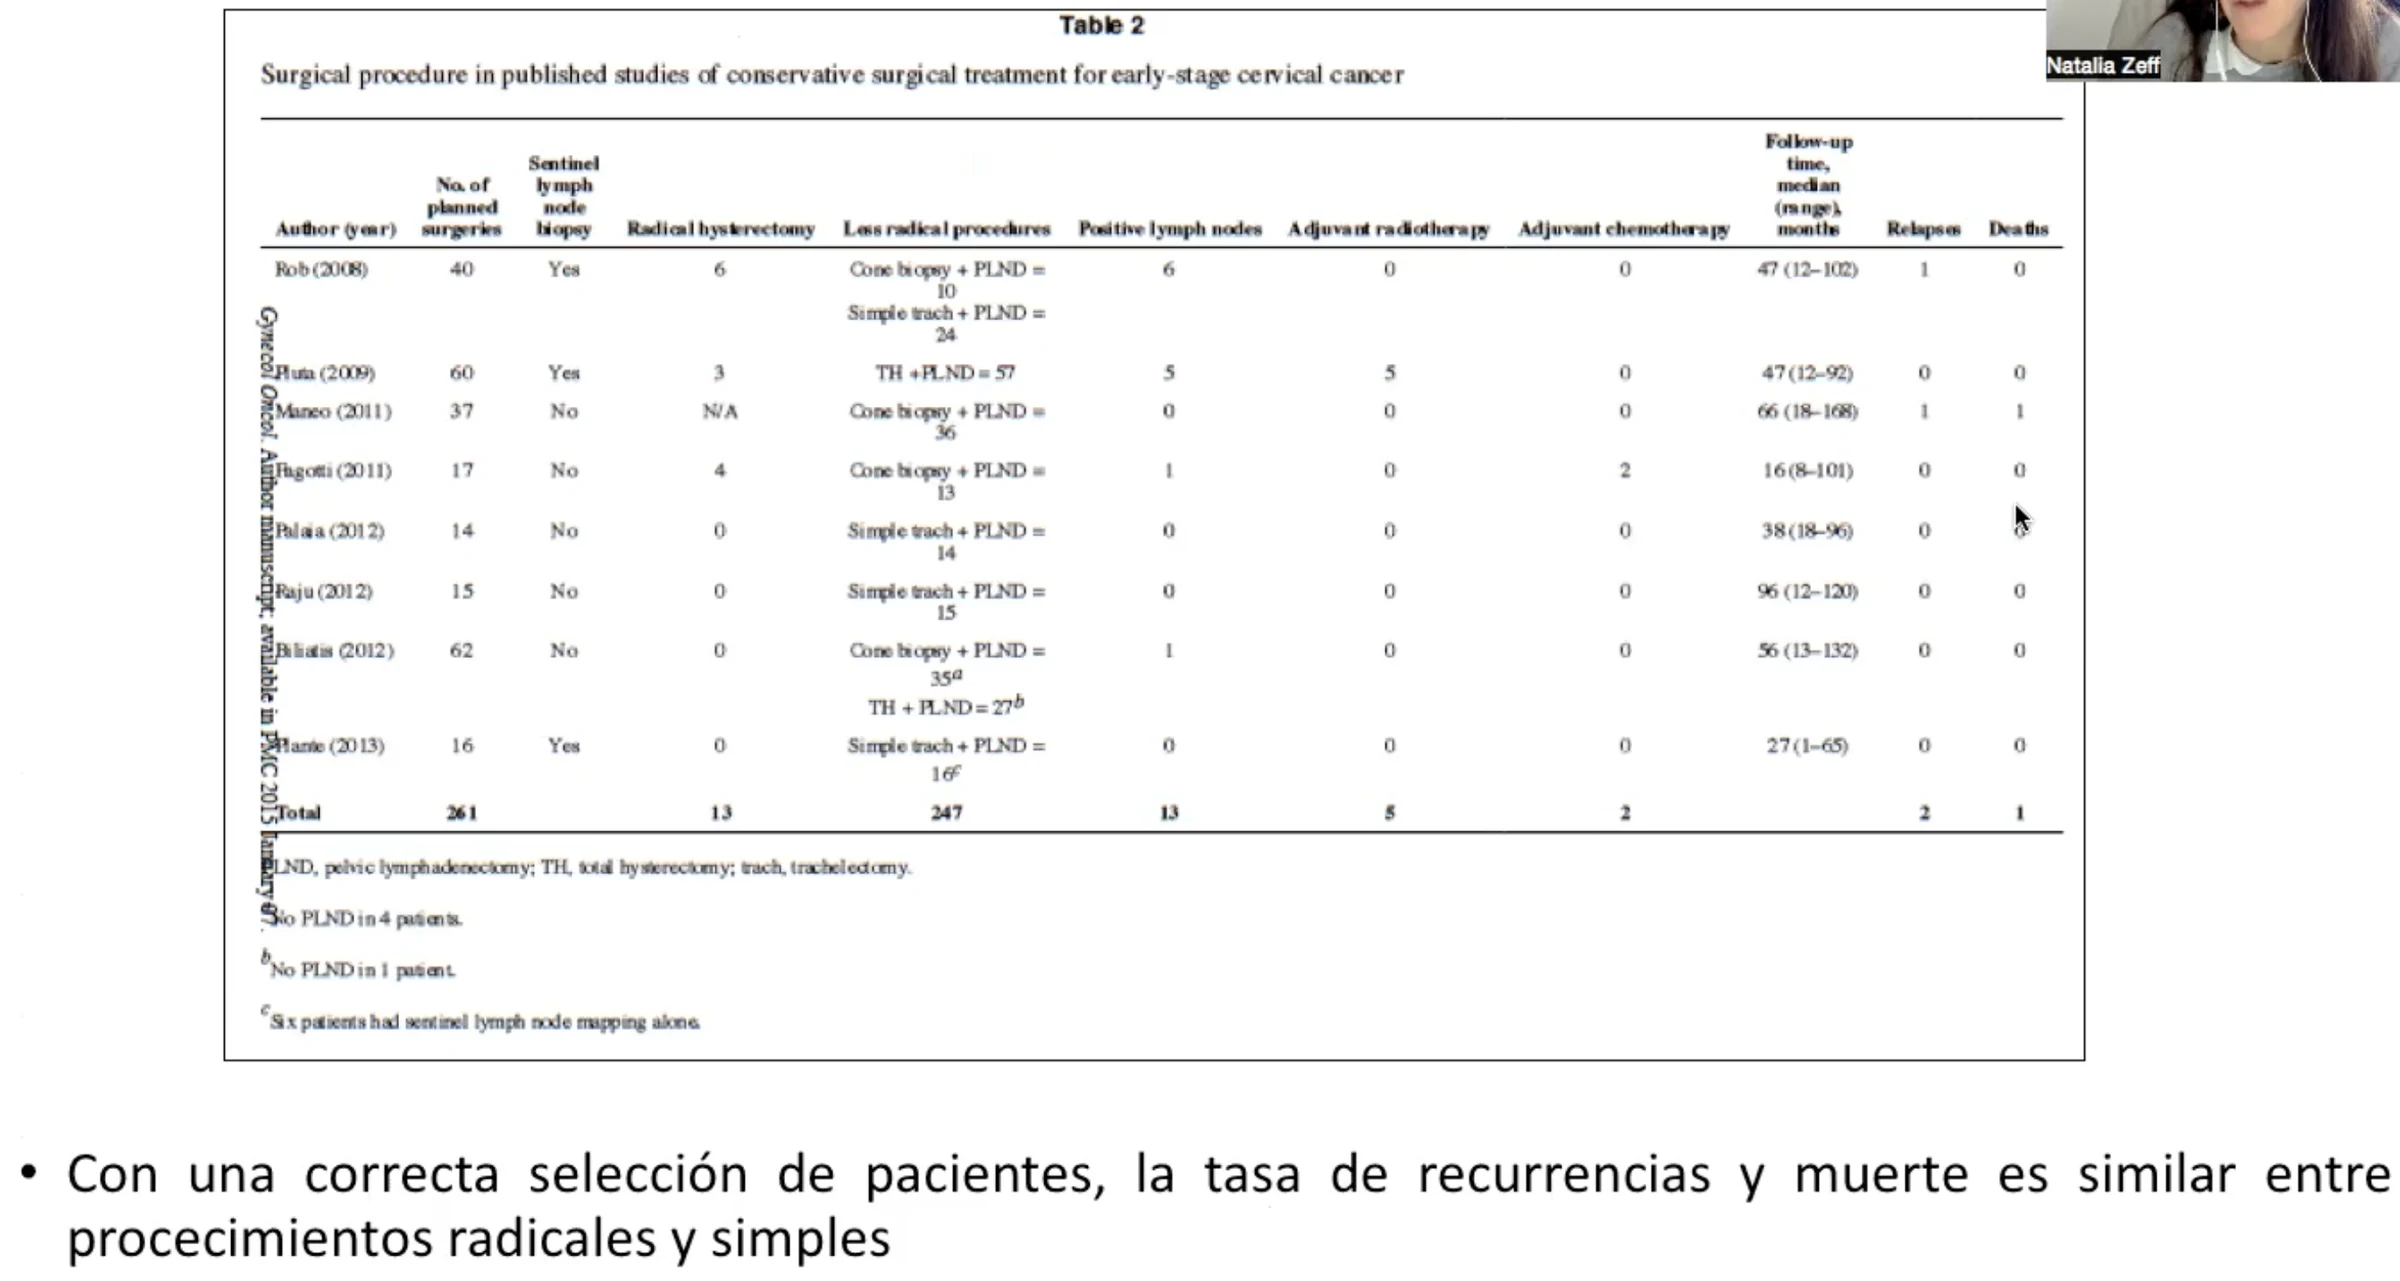 Table 2
Natalia Zeff
Surgical procedure in published studies of conservative surgical treatment for early-stage cervical cancer
Author (year) No. of planned surgeries Sentinel lymph node biopsy Radical hysterectomy Less radical procedures Positive lymph nodes Adjuvant radiotherapy Adjuvant chemotherapy Follow-up time, median (range), months Relapses Deaths
Rob (2008) 40 Yes 6 Cone biopsy + PLND = 6 0 0 47 (12–102) 1 0
10
Simple trach + PLND =
24
Pluta (2009) 60 Yes 3 TH +PLND = 57 5 5 0 47 (12–92) 0 0
Maneo (2011) 37 No N/A Cone biopsy + PLND = 0 0 0 66 (18–168) 1 1
36
Fagotti (2011) 17 No 4 Cone biopsy + PLND = 1 0 2 16 (8–101) 0 0
13
Palaia (2012) 14 No 0 Simple trach + PLND = 0 0 0 38 (18–96) 0
14
Raju (2012) 15 No 0 Simple trach + PLND = 0 0 0 96 (12–120) 0 0
15
Biliatis (2012) 62 No 0 Cone biopsy + PLND = 1 0 0 56 (13–132) 0 0
35a
TH + PLND = 27b
Plante (2013) 16 Yes 0 Simple trach + PLND = 0 0 0 27 (1–65) 0 0
16c
Total 261 13 247 13 5 2 2 1
PLND, pelvic lymphadenectomy; TH, total hysterectomy; trach, trachelectomy.
No PLND in 4 patients.
b No PLND in 1 patient.
c Six patients had sentinel lymph node mapping alone.
Gynecol Oncol. Author manuscript; available in PMC 2015 January
• Con una correcta selección de pacientes, la tasa de recurrencias y muerte es similar entre
procecimientos radicales y simples